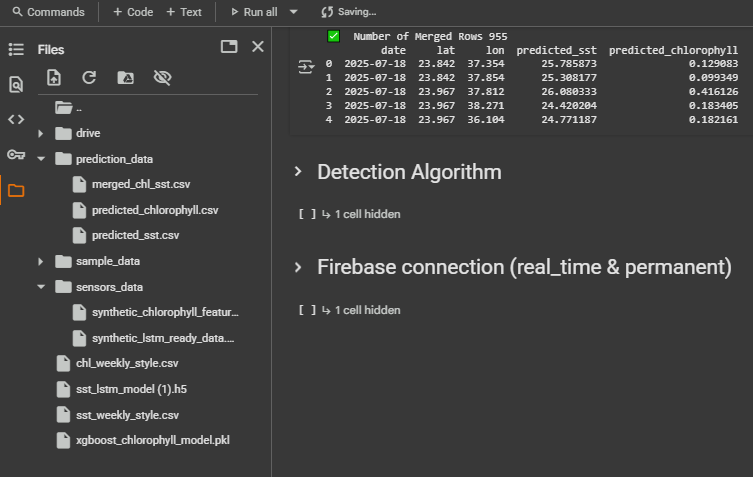 Commands + Code + Text Run all Saving...
Files
..
drive
prediction_data
merged_chl_sst.csv
predicted_chlorophyll.csv
predicted_sst.csv
sample_data
sensors_data
synthetic_chlorophyll_featur...
synthetic_lstm_ready_data....
chl_weekly_style.csv
sst_lstm_model (1).h5
sst_weekly_style.csv
xgboost_chlorophyll_model.pkl
✅ Number of Merged Rows 955
date lat lon predicted_sst predicted_chlorophyll
0 2025-07-18 23.842 37.354 25.785873 0.129083
1 2025-07-18 23.842 37.854 25.308177 0.099349
2 2025-07-18 23.967 37.812 26.080333 0.416126
3 2025-07-18 23.967 38.271 24.420204 0.183405
4 2025-07-18 23.967 36.104 24.771187 0.182161
Detection Algorithm
[ ] ↳ 1 cell hidden
Firebase connection (real_time & permanent)
[ ] ↳ 1 cell hidden